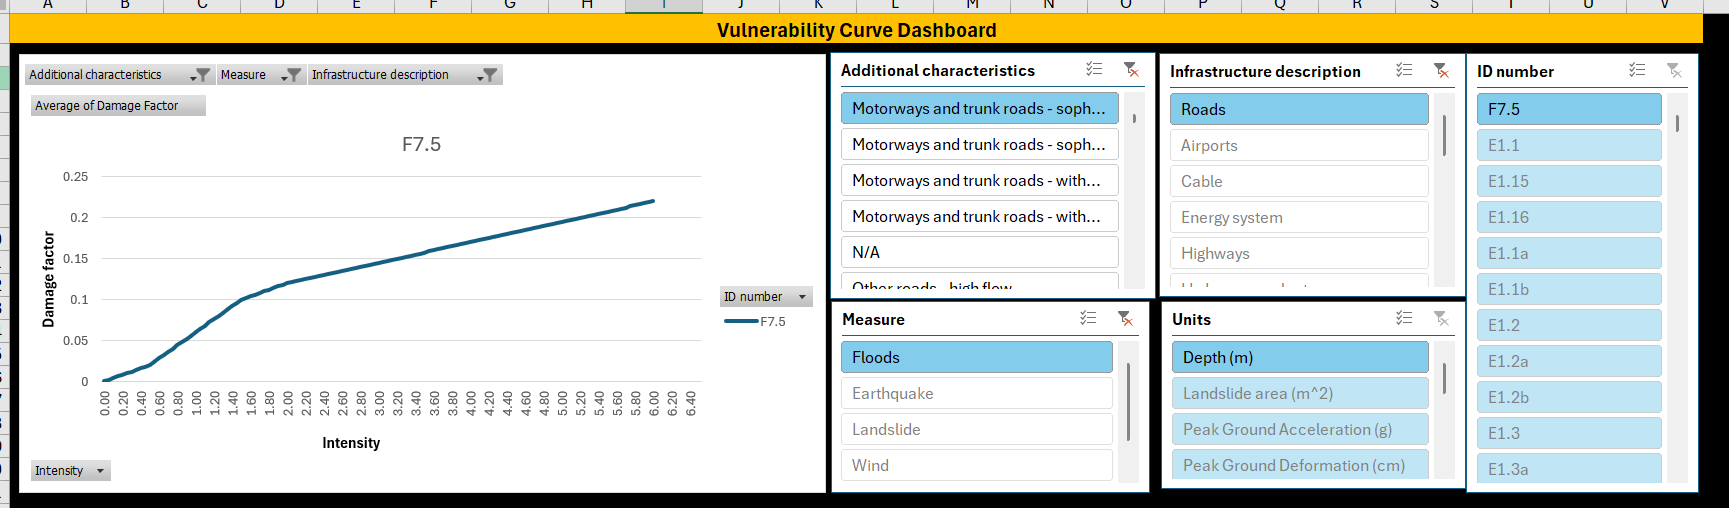 A B C D E F G H I J K L M N O P Q R S T U V
Vulnerability Curve Dashboard
Additional characteristics Measure Infrastructure description
Average of Damage Factor
F7.5
0.25
0.2
0.15
0.1
0.05
0
Damage factor
0.00 0.20 0.40 0.60 0.80 1.00 1.20 1.40 1.60 1.80 2.00 2.20 2.40 2.60 2.80 3.00 3.20 3.40 3.60 3.80 4.00 4.20 4.40 4.60 4.80 5.00 5.20 5.40 5.60 5.80 6.00 6.20 6.40
Intensity
ID number
F7.5
Intensity
Additional characteristics
Motorways and trunk roads - soph...
Motorways and trunk roads - soph...
Motorways and trunk roads - with...
Motorways and trunk roads - with...
N/A
Other roads - high flow
Infrastructure description
Roads
Airports
Cable
Energy system
Highways
Measure
Floods
Earthquake
Landslide
Wind
Units
Depth (m)
Landslide area (m^2)
Peak Ground Acceleration (g)
Peak Ground Deformation (cm)
ID number
F7.5
E1.1
E1.15
E1.16
E1.1a
E1.1b
E1.2
E1.2a
E1.2b
E1.3
E1.3a